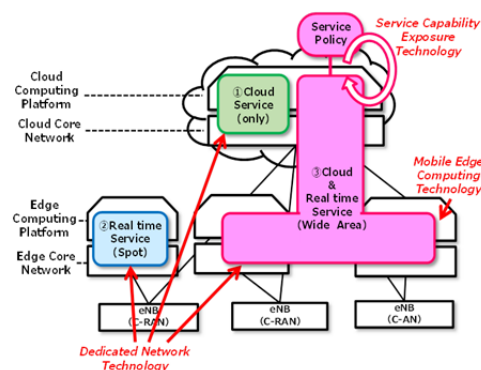 Service
Policy
Service Capability
Exposure
Technology
Cloud
Computing
Platform
Cloud Core
Network
①Cloud
Service
(only)
③Cloud
&
Real time
Service
(Wide Area)
Mobile Edge
Computing
Technology
Edge
Computing
Platform
Edge Core
Network
②Real time
Service
(Spot)
eNB
(C-RAN)
eNB
(C-RAN)
eNB
(C-AN)
Dedicated Network
Technology